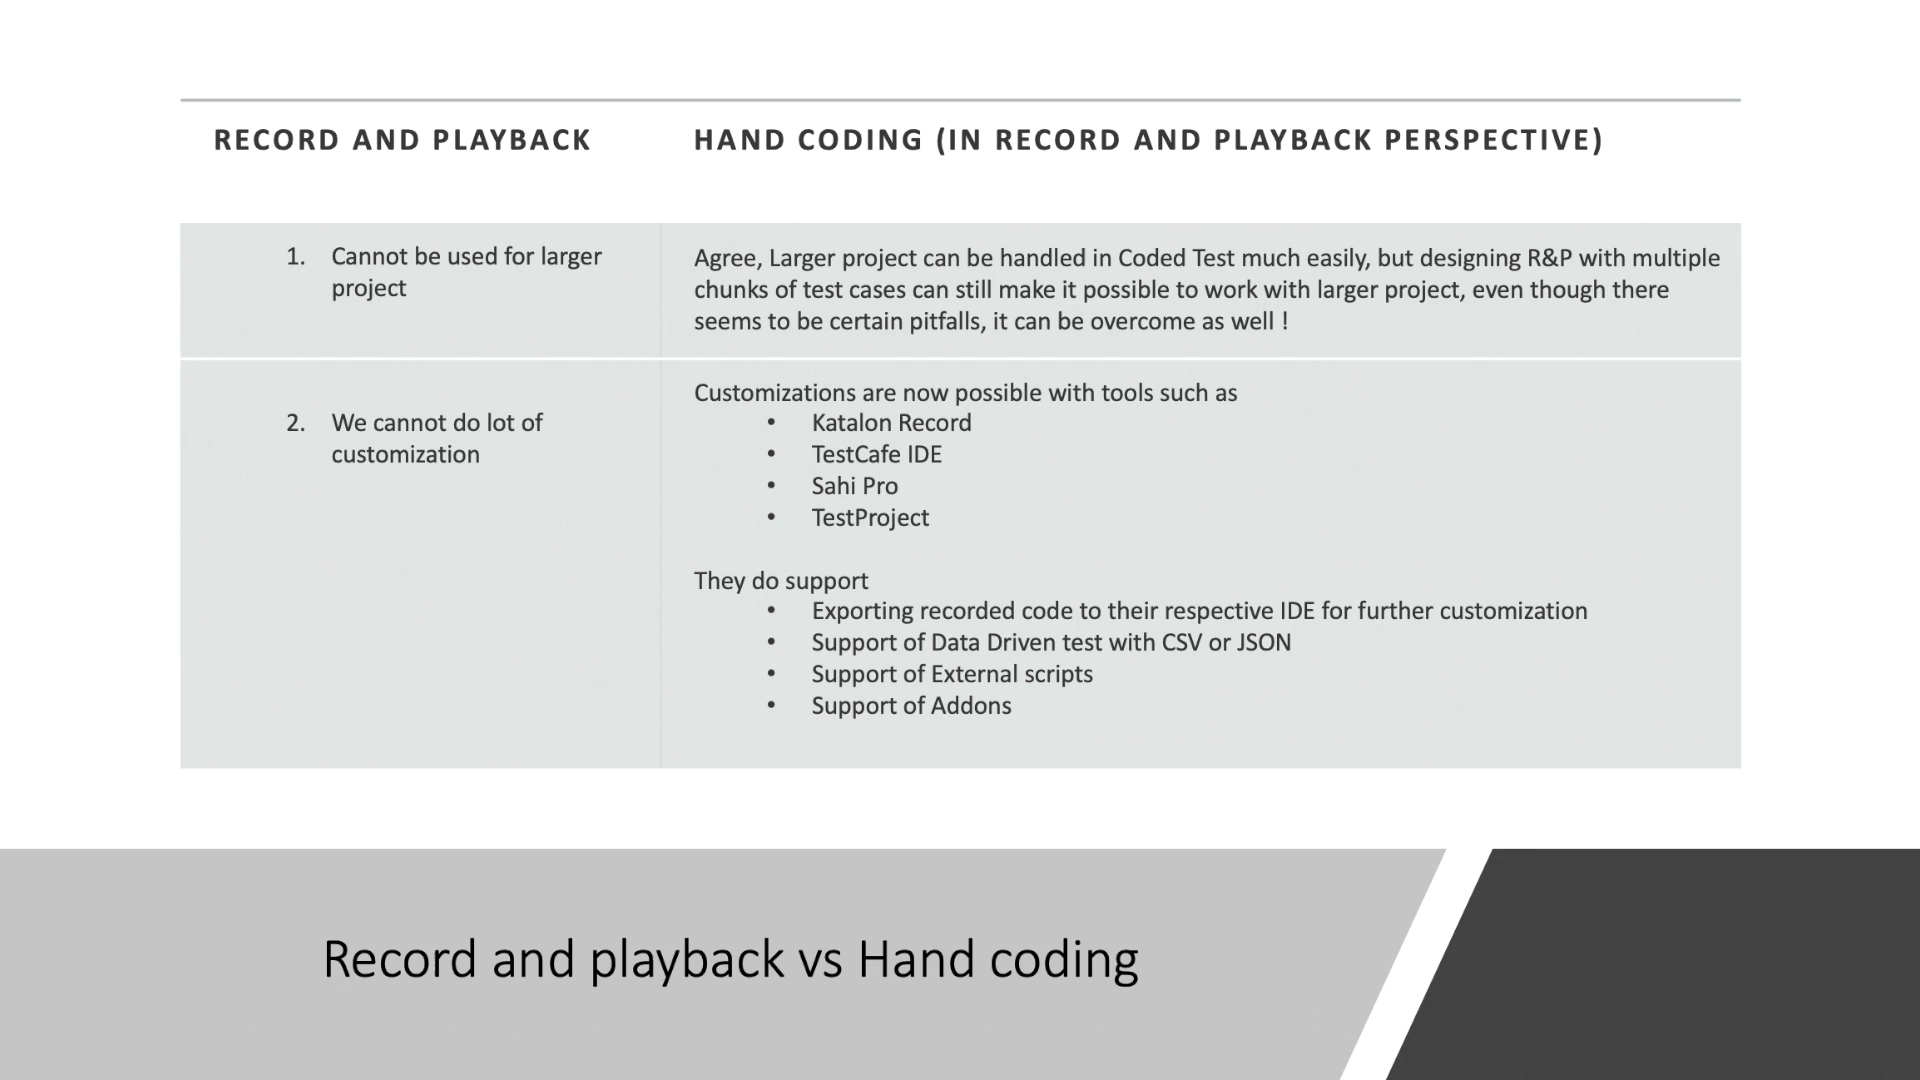 RECORD AND PLAYBACK
HAND CODING (IN RECORD AND PLAYBACK PERSPECTIVE)
1. Cannot be used for larger
project
Agree, Larger project can be handled in Coded Test much easily, but designing R&P with multiple
chunks of test cases can still make it possible to work with larger project, even though there
seems to be certain pitfalls, it can be overcome as well !
2. We cannot do lot of
customization
Customizations are now possible with tools such as
• Katalon Record
• TestCafe IDE
• Sahi Pro
• TestProject
They do support
• Exporting recorded code to their respective IDE for further customization
• Support of Data Driven test with CSV or JSON
• Support of External scripts
• Support of Addons
Record and playback vs Hand coding